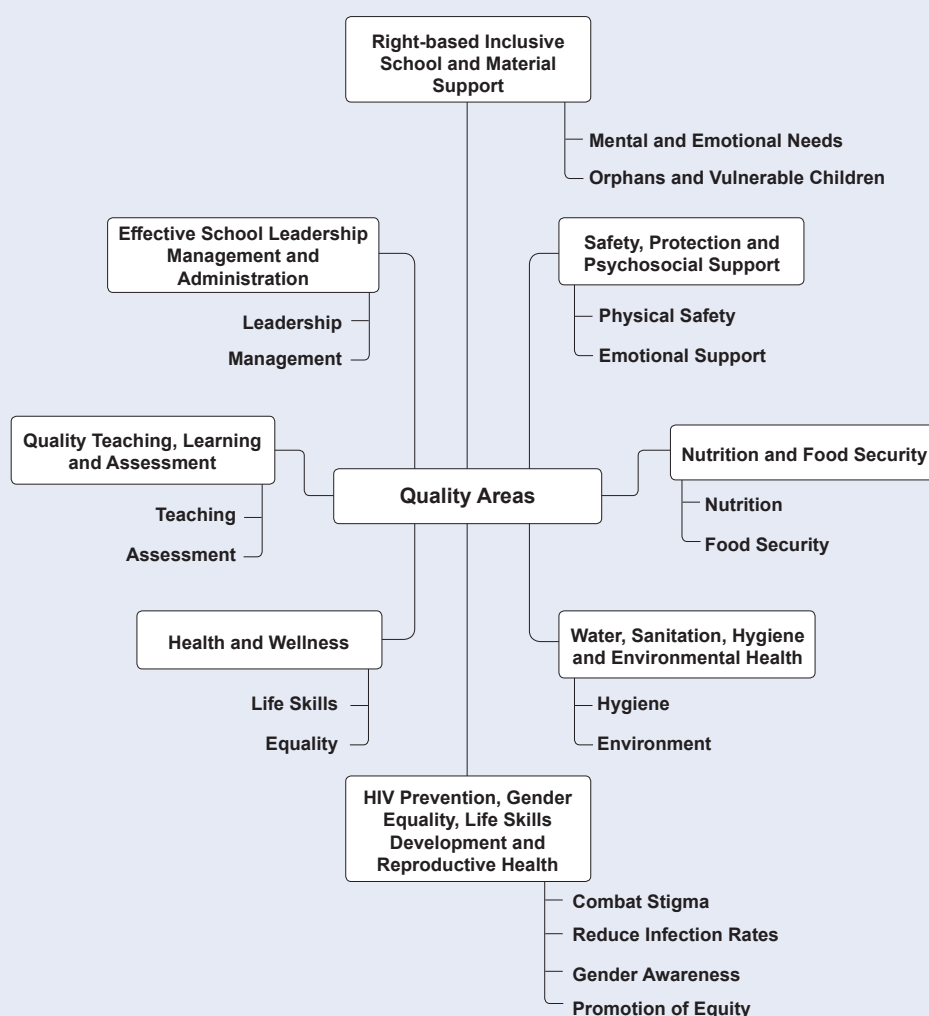 Right-based Inclusive
School and Material
Support
Mental and Emotional Needs
Orphans and Vulnerable Children
Effective School Leadership
Management and
Administration
Leadership
Management
Safety, Protection and
Psychosocial Support
Physical Safety
Emotional Support
Quality Teaching, Learning
and Assessment
Teaching
Assessment
Quality Areas
Nutrition and Food Security
Nutrition
Food Security
Health and Wellness
Life Skills
Equality
Water, Sanitation, Hygiene
and Environmental Health
Hygiene
Environment
HIV Prevention, Gender
Equality, Life Skills
Development and
Reproductive Health
Combat Stigma
Reduce Infection Rates
Gender Awareness
Promotion of Equity